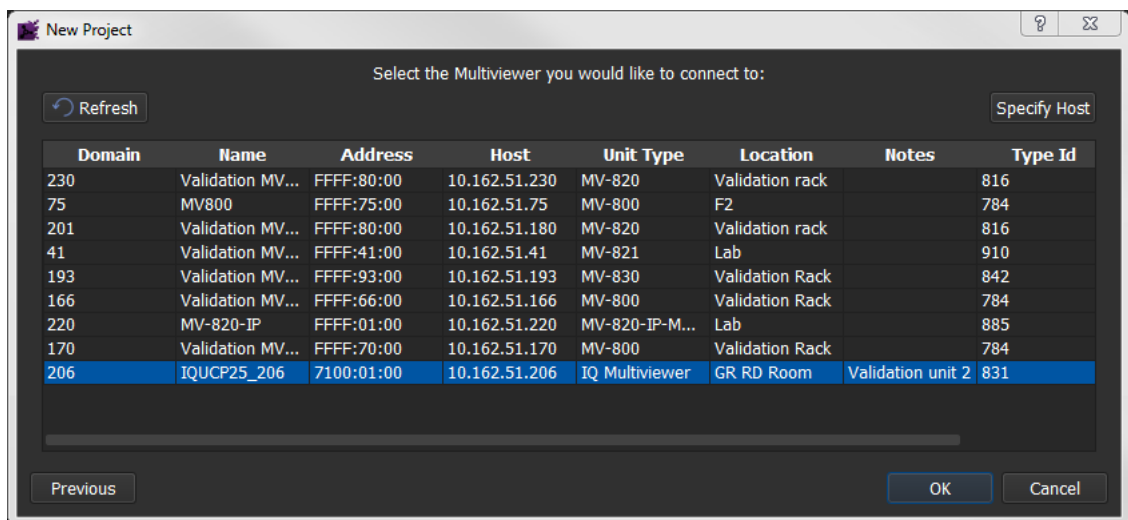 New Project
Select the Multiviewer you would like to connect to:
Refresh Specify Host
Domain Name Address Host Unit Type Location Notes Type Id
230 Validation MV... FFFF:80:00 10.162.51.230 MV-820 Validation rack 816
75 MV800 FFFF:75:00 10.162.51.75 MV-800 F2 784
201 Validation MV... FFFF:80:00 10.162.51.180 MV-820 Validation rack 816
41 Validation MV... FFFF:41:00 10.162.51.41 MV-821 Lab 910
193 Validation MV... FFFF:93:00 10.162.51.193 MV-830 Validation Rack 842
166 Validation MV... FFFF:66:00 10.162.51.166 MV-800 Validation Rack 784
220 MV-820-IP FFFF:01:00 10.162.51.220 MV-820-IP-M... Lab 885
170 Validation MV... FFFF:70:00 10.162.51.170 MV-800 Validation Rack 784
206 IQUCP25_206 7100:01:00 10.162.51.206 IQ Multiviewer GR RD Room Validation unit 2 831
Previous OK Cancel